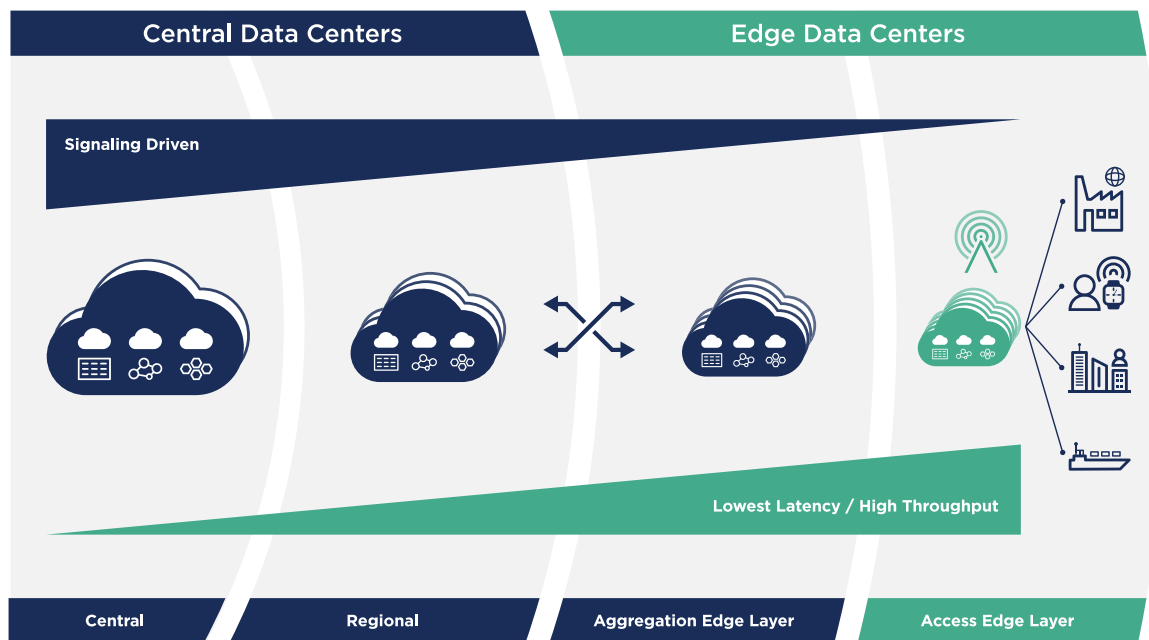 Central Data Centers
Edge Data Centers
Signaling Driven
Lowest Latency / High Throughput
Central
Regional
Aggregation Edge Layer
Access Edge Layer